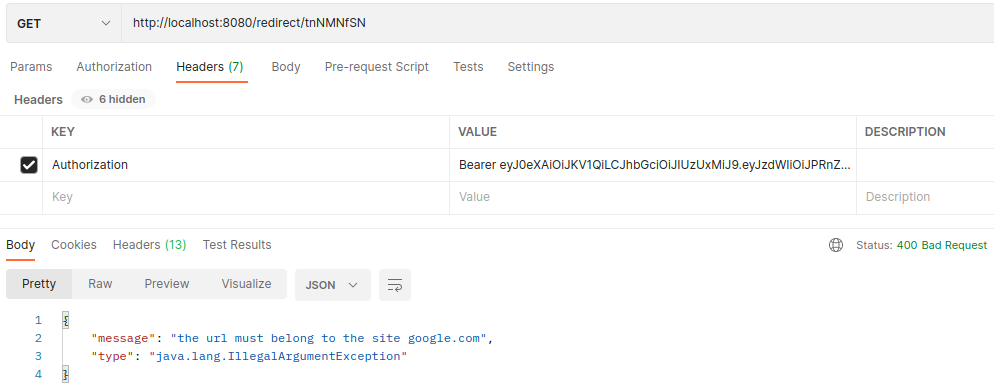 GET http://localhost:8080/redirect/tnNMNfSN
Params Authorization Headers (7) Body Pre-request Script Tests Settings
Headers 6 hidden
KEY VALUE DESCRIPTION
Authorization Bearer eyJ0eXAiOiJKV1QiLCJhbGciOiJIUzUxMiJ9.eyJzdWIiOiJPRnZ...
Key Value Description
Body Cookies Headers (13) Test Results Status: 400 Bad Request
Pretty Raw Preview Visualize JSON
1 {
2 "message": "the url must belong to the site google.com",
3 "type": "java.lang.IllegalArgumentException"
4 }